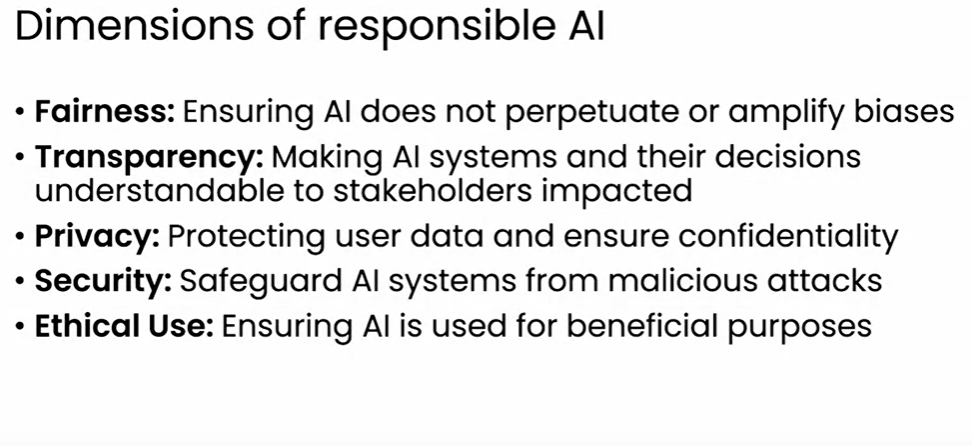 Dimensions of responsible AI
• Fairness: Ensuring AI does not perpetuate or amplify biases
• Transparency: Making AI systems and their decisions
understandable to stakeholders impacted
• Privacy: Protecting user data and ensure confidentiality
• Security: Safeguard AI systems from malicious attacks
• Ethical Use: Ensuring AI is used for beneficial purposes